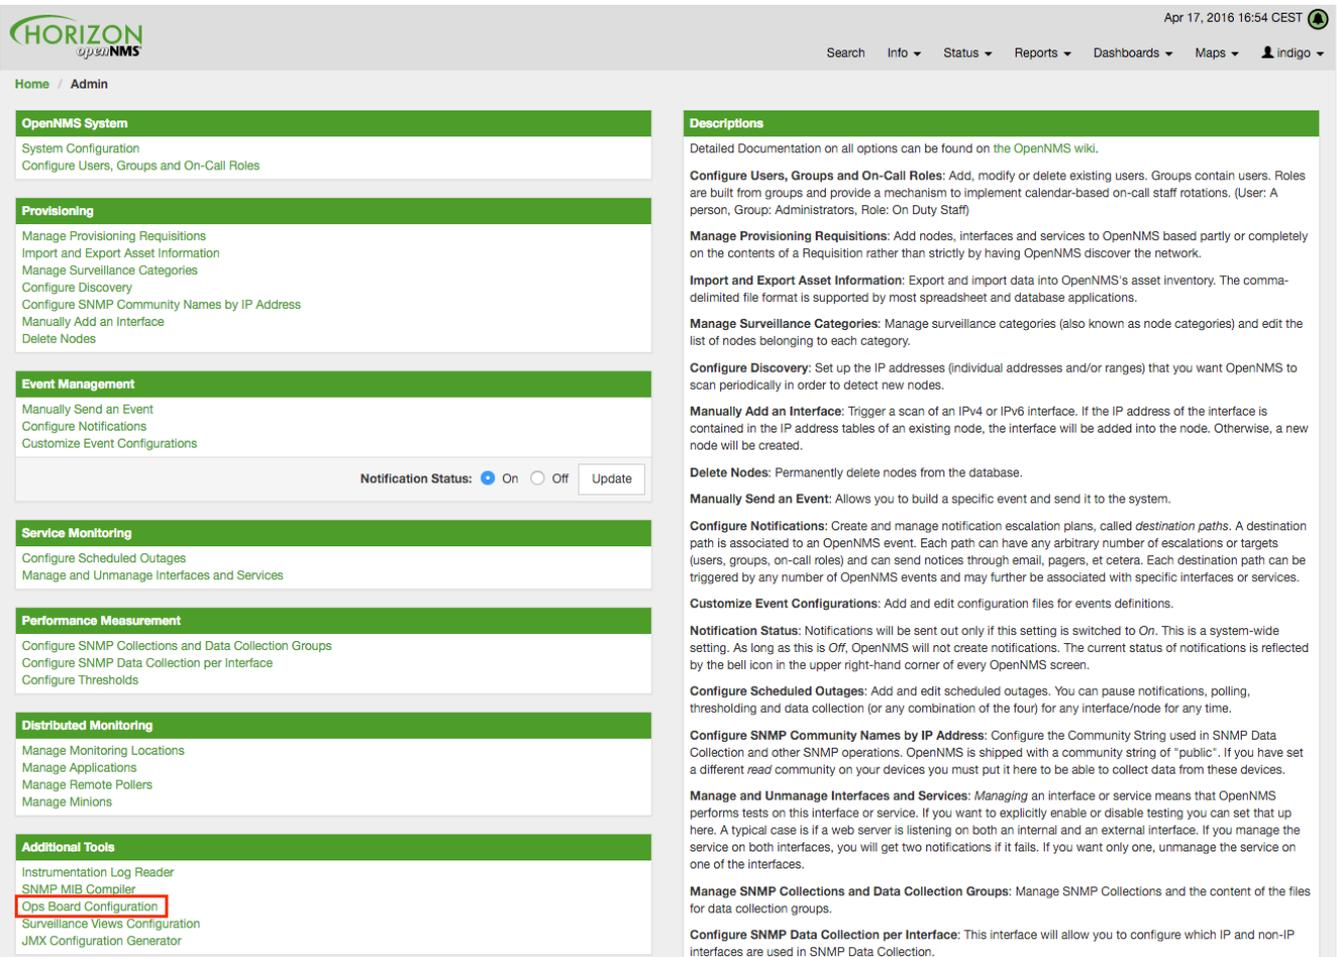 HORIZON
openNMS
Apr 17, 2016 16:54 CEST
Search Info Status Reports Dashboards Maps indigo
Home / Admin
OpenNMS System
System Configuration
Configure Users, Groups and On-Call Roles
Provisioning
Manage Provisioning Requisitions
Import and Export Asset Information
Manage Surveillance Categories
Configure Discovery
Configure SNMP Community Names by IP Address
Manually Add an Interface
Delete Nodes
Event Management
Manually Send an Event
Configure Notifications
Customize Event Configurations
Notification Status: On Off Update
Service Monitoring
Configure Scheduled Outages
Manage and Unmanage Interfaces and Services
Performance Measurement
Configure SNMP Collections and Data Collection Groups
Configure SNMP Data Collection per Interface
Configure Thresholds
Distributed Monitoring
Manage Monitoring Locations
Manage Applications
Manage Remote Pollers
Manage Minions
Additional Tools
Instrumentation Log Reader
SNMP MIB Compiler
Ops Board Configuration
Surveillance Views Configuration
JMX Configuration Generator
Descriptions
Detailed Documentation on all options can be found on the OpenNMS wiki.
Configure Users, Groups and On-Call Roles: Add, modify or delete existing users. Groups contain users. Roles
are built from groups and provide a mechanism to implement calendar-based on-call staff rotations. (User: A
person, Group: Administrators, Role: On Duty Staff)
Manage Provisioning Requisitions: Add nodes, interfaces and services to OpenNMS based partly or completely
on the contents of a Requisition rather than strictly by having OpenNMS discover the network.
Import and Export Asset Information: Export and import data into OpenNMS's asset inventory. The comma-
delimited file format is supported by most spreadsheet and database applications.
Manage Surveillance Categories: Manage surveillance categories (also known as node categories) and edit the
list of nodes belonging to each category.
Configure Discovery: Set up the IP addresses (individual addresses and/or ranges) that you want OpenNMS to
scan periodically in order to detect new nodes.
Manually Add an Interface: Trigger a scan of an IPv4 or IPv6 interface. If the IP address of the interface is
contained in the IP address tables of an existing node, the interface will be added into the node. Otherwise, a new
node will be created.
Delete Nodes: Permanently delete nodes from the database.
Manually Send an Event: Allows you to build a specific event and send it to the system.
Configure Notifications: Create and manage notification escalation plans, called destination paths. A destination
path is associated to an OpenNMS event. Each path can have any arbitrary number of escalations or targets
(users, groups, on-call roles) and can send notices through email, pagers, et cetera. Each destination path can be
triggered by any number of OpenNMS events and may further be associated with specific interfaces or services.
Customize Event Configurations: Add and edit configuration files for events definitions.
Notification Status: Notifications will be sent out only if this setting is switched to On. This is a system-wide
setting. As long as this is Off, OpenNMS will not create notifications. The current status of notifications is reflected
by the bell icon in the upper right-hand corner of every OpenNMS screen.
Configure Scheduled Outages: Add and edit scheduled outages. You can pause notifications, polling,
thresholding and data collection (or any combination of the four) for any interface/node for any time.
Configure SNMP Community Names by IP Address: Configure the Community String used in SNMP Data
Collection and other SNMP operations. OpenNMS is shipped with a community string of "public". If you have set
a different read community on your devices you must put it here to be able to collect data from these devices.
Manage and Unmanage Interfaces and Services: Managing an interface or service means that OpenNMS
performs tests on this interface or service. If you want to explicitly enable or disable testing you can set that up
here. A typical case is if a web server is listening on both an internal and an external interface. If you manage the
service on both interfaces, you will get two notifications if it fails. If you want only one, unmanage the service on
one of the interfaces.
Manage SNMP Collections and Data Collection Groups: Manage SNMP Collections and the content of the files
for data collection groups.
Configure SNMP Data Collection per Interface: This interface will allow you to configure which IP and non-IP
interfaces are used in SNMP Data Collection.